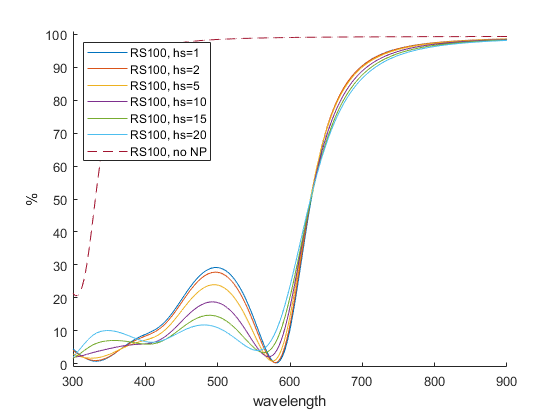 100
90
80
70
60
50
40
30
20
10
0
%
RS100, hs=1
RS100, hs=2
RS100, hs=5
RS100, hs=10
RS100, hs=15
RS100, hs=20
RS100, no NP
300 400 500 600 700 800 900
wavelength